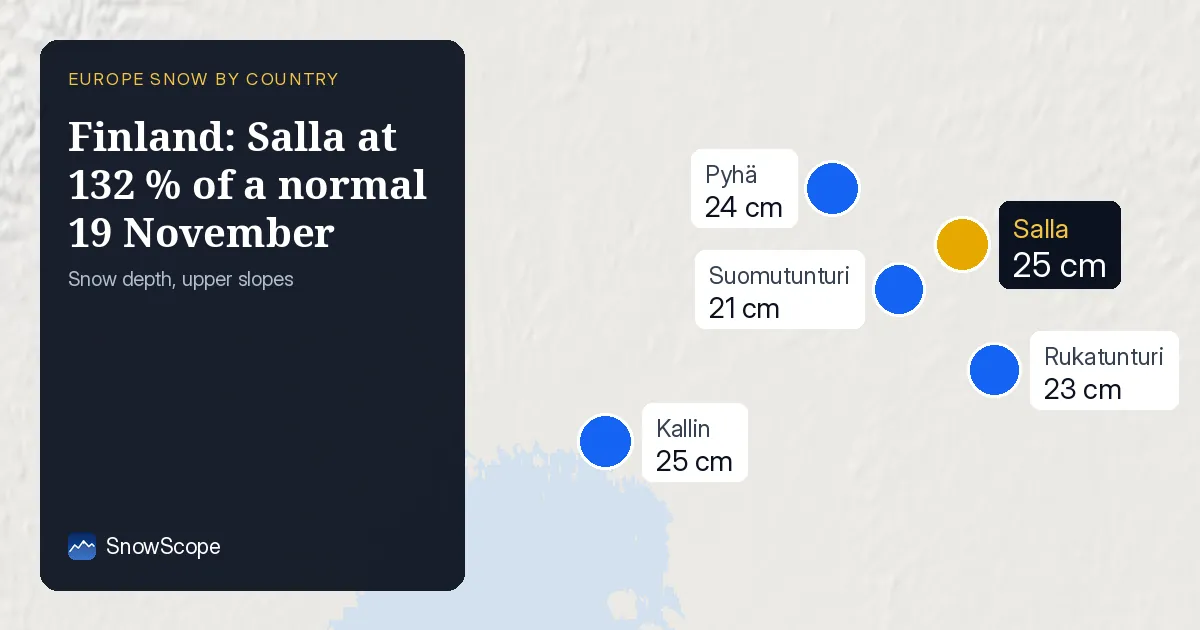 EUROPE SNOW BY COUNTRY
Finland: Salla at
132 % of a normal
19 November
Snow depth, upper slopes
SnowScope
Pyhä
24 cm
Salla
25 cm
Suomutunturi
21 cm
Rukatunturi
23 cm
Kallin
25 cm